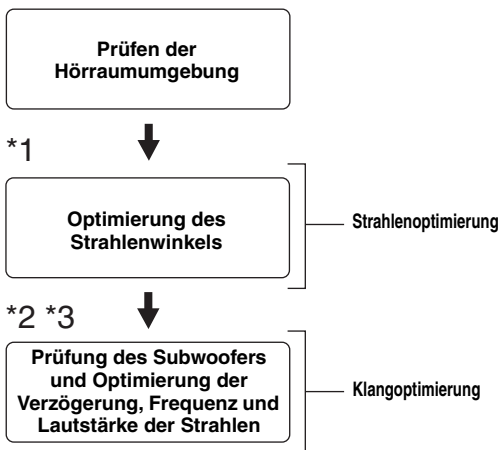 Prüfen der
Hörraumumgebung
*1
Optimierung des
Strahlenwinkels
Strahlenoptimierung
*2 *3
Prüfung des Subwoofers
und Optimierung der
Verzögerung, Frequenz und
Lautstärke der Strahlen
Klangoptimierung